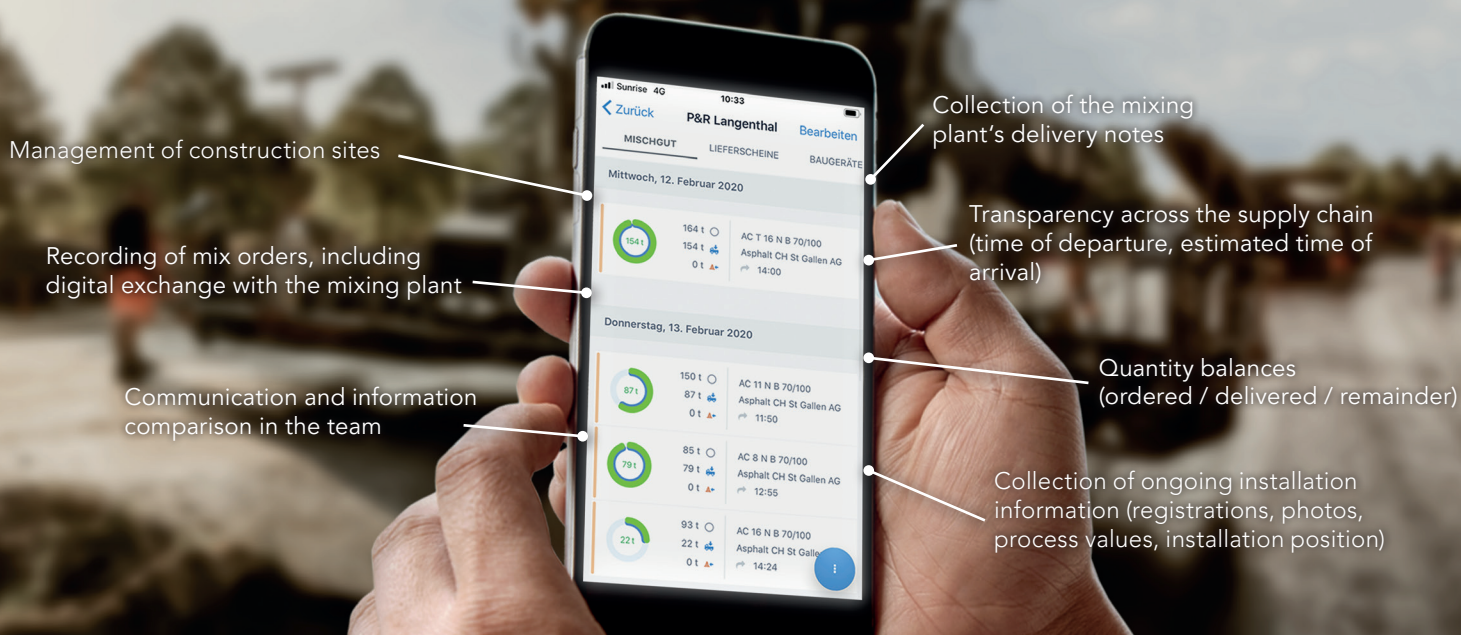 Management of construction sites
Recording of mix orders, including
digital exchange with the mixing plant
Communication and information
comparison in the team
Sunrise 4G
10:33
Zurück
P&R Langenthal
Bearbeiten
MISCHGUT
LIEFERSCHEINE
BAUGERÄTE
Mittwoch, 12. Februar 2020
154 t
164 t
154 t
0 t
AC T 16 N B 70/100
Asphalt CH St Gallen AG
14:00
Donnerstag, 13. Februar 2020
87 t
150 t
87 t
0 t
AC 11 N B 70/100
Asphalt CH St Gallen AG
11:50
79 t
85 t
79 t
0 t
AC 8 N B 70/100
Asphalt CH St Gallen AG
12:55
22 t
93 t
22 t
0 t
AC 16 N B 70/100
Asphalt CH St Galle
14:24
Collection of the mixing
plant's delivery notes
Transparency across the supply chain
(time of departure, estimated time of
arrival)
Quantity balances
(ordered / delivered / remainder)
Collection of ongoing installation
information (registrations, photos,
process values, installation position)